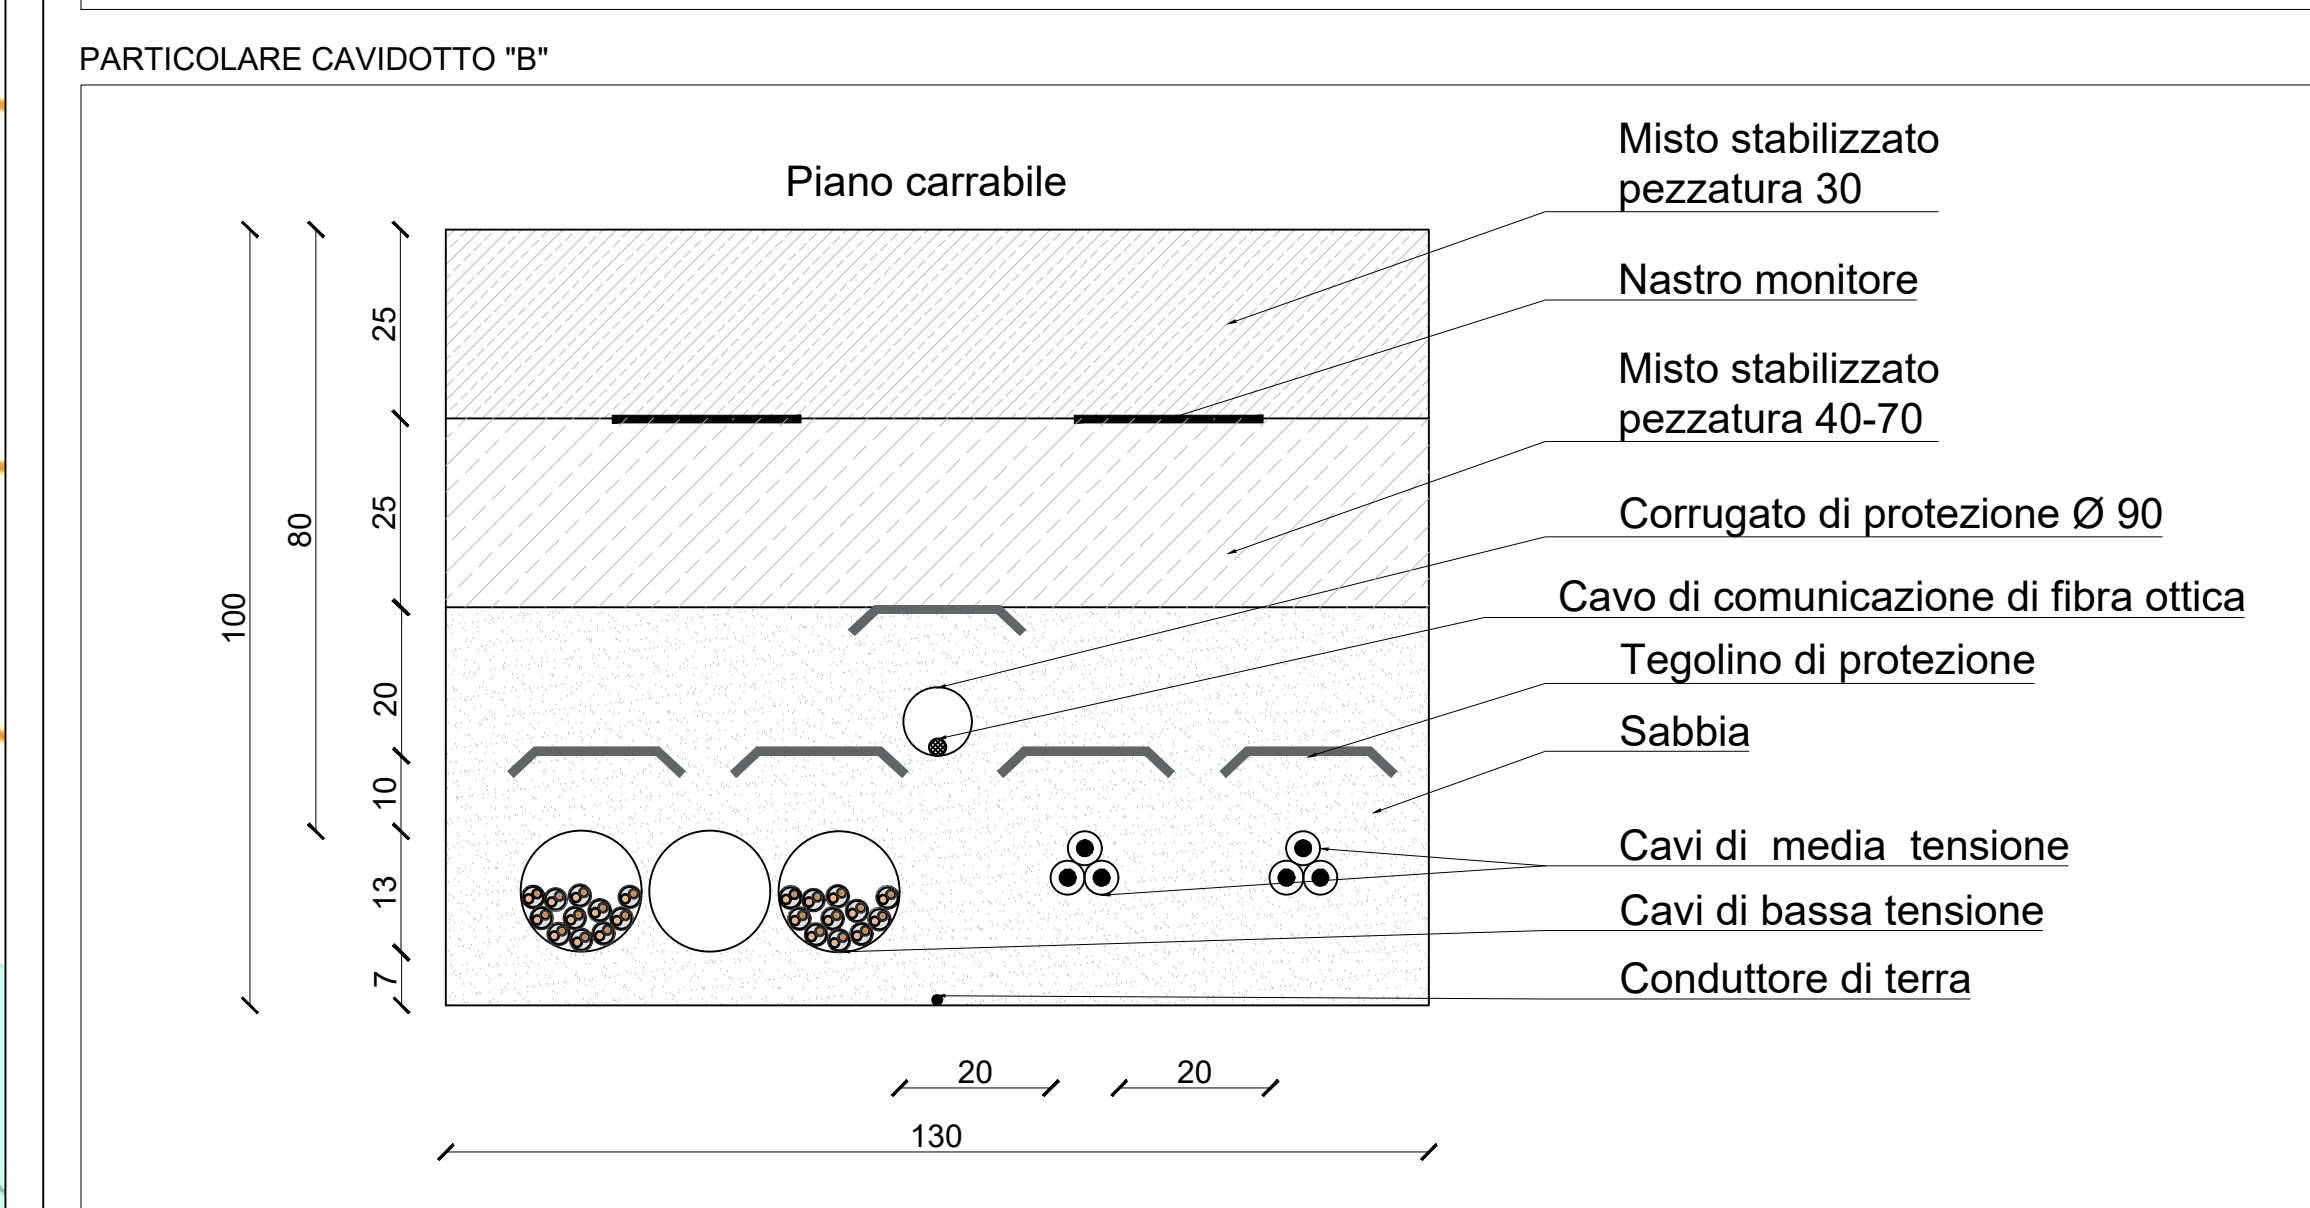 PARTICOLARE CAVIDOTTO "B"
Piano carrabile
Misto stabilizzato
pezzatura 30
Nastro monitore
Misto stabilizzato
pezzatura 40-70
Corrugato di protezione Ø 90
Cavo di comunicazione di fibra ottica
Tegolino di protezione
Sabbia
Cavi di media tensione
Cavi di bassa tensione
Conduttore di terra
100
80
25
25
20
10
13
7
20
20
130